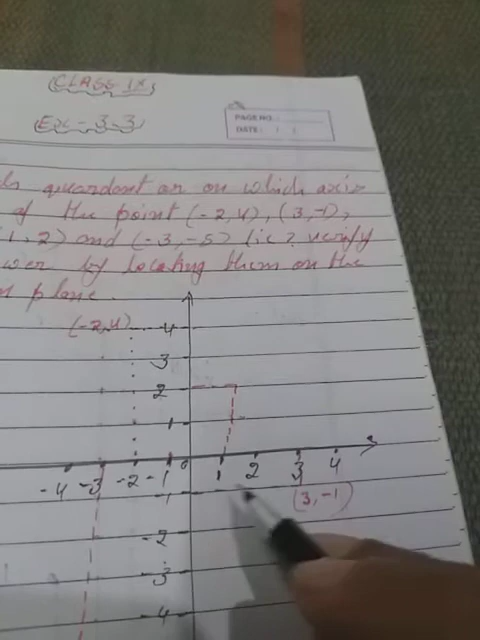 CLASS IX
Ex - 3.3
PAGE NO.:
DATE: / /
quardant or on which axis
of the point (-2,4), (3,-1),
1,2) and (-3,-5) lie? verify
by locating them on the
plane.
(-2,4) 4
3
2
1
-4 -3 -2 -1 0 1 2 3 4
-1 (3,-1)
-2
-3
-4